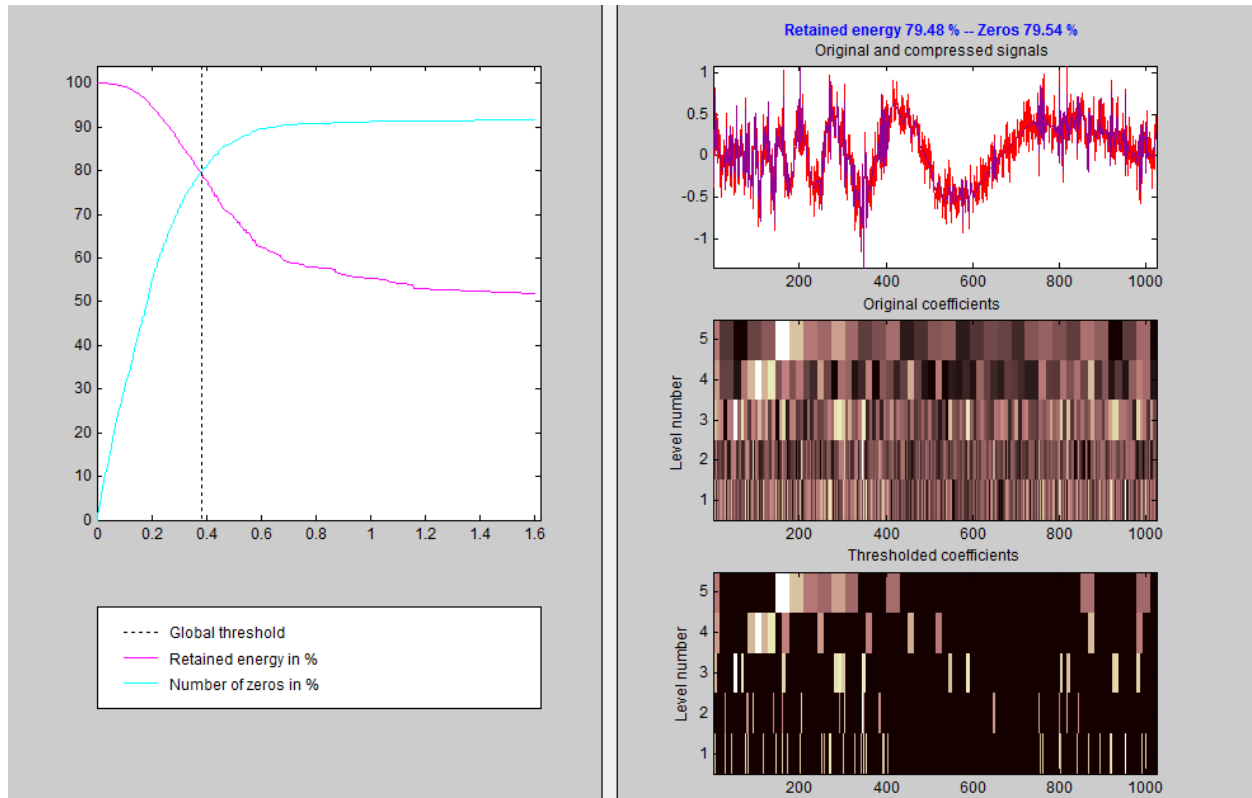 100
90
80
70
60
50
40
30
20
10
0
0 0.2 0.4 0.6 0.8 1 1.2 1.4 1.6
Global threshold
Retained energy in %
Number of zeros in %
Retained energy 79.48 % -- Zeros 79.54 %
Original and compressed signals
1
0.5
0
-0.5
-1
200 400 600 800 1000
Original coefficients
Level number
5
4
3
2
1
200 400 600 800 1000
Thresholded coefficients
Level number
5
4
3
2
1
200 400 600 800 1000